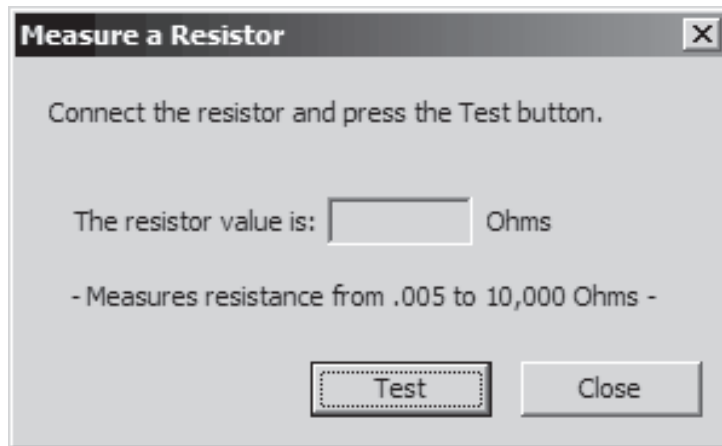 Measure a Resistor
Connect the resistor and press the Test button.
The resistor value is: Ohms
- Measures resistance from .005 to 10,000 Ohms -
Test Close